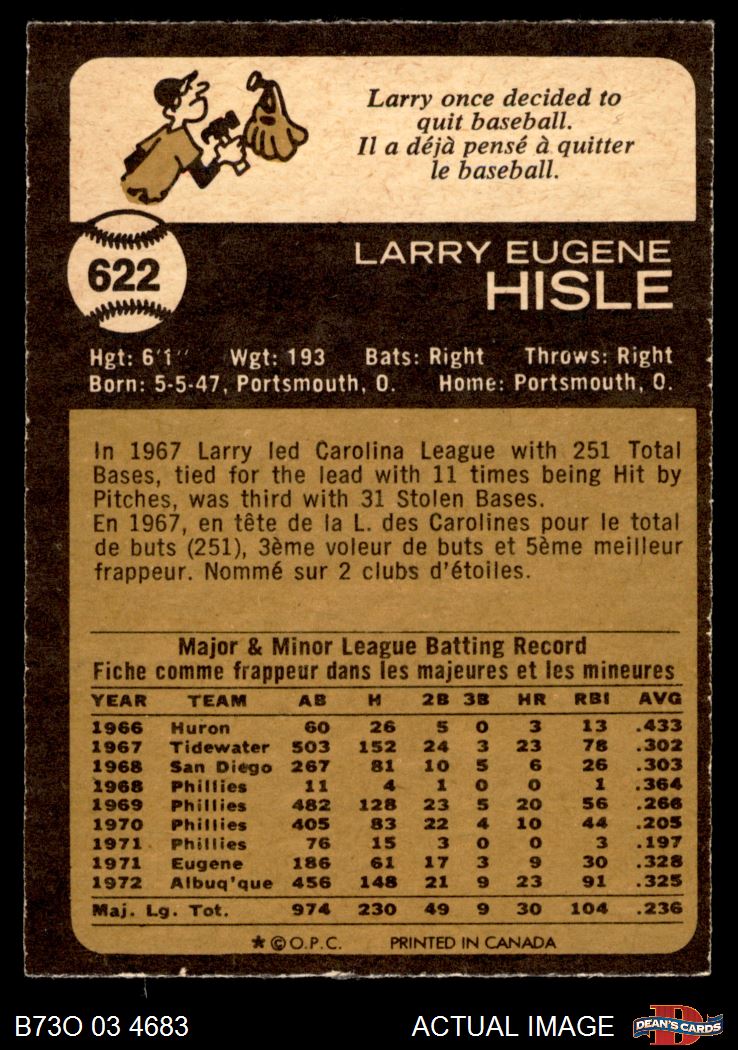 Larry once decided to
quit baseball.
Il a déjà pensé à quitter
le baseball.
622
LARRY EUGENE
HISLE
Hgt: 6'1" Wgt: 193 Bats: Right Throws: Right
Born: 5-5-47, Portsmouth, O. Home: Portsmouth, O.
In 1967 Larry led Carolina League with 251 Total
Bases, tied for the lead with 11 times being Hit by
Pitches, was third with 31 Stolen Bases.
En 1967, en tête de la L. des Carolines pour le total
de buts (251), 3ème voleur de buts et 5ème meilleur
frappeur. Nommé sur 2 clubs d'étoiles.
Major & Minor League Batting Record
Fiche comme frappeur dans les majeures et les mineures
YEAR TEAM AB H 2B 3B HR RBI AVG
1966 Huron 60 26 5 0 3 13 .433
1967 Tidewater 503 152 24 3 23 78 .302
1968 San Diego 267 81 10 5 6 26 .303
1968 Phillies 11 4 1 0 0 1 .364
1969 Phillies 482 128 23 5 20 56 .266
1970 Phillies 405 83 22 4 10 44 .205
1971 Phillies 76 15 3 0 0 3 .197
1971 Eugene 186 61 17 3 9 30 .328
1972 Albuq'que 456 148 21 9 23 91 .325
Maj. Lg. Tot. 974 230 49 9 30 104 .236
★ © O.P.C. PRINTED IN CANADA
B73O 03 4683 ACTUAL IMAGE D DEAN'S CARDS